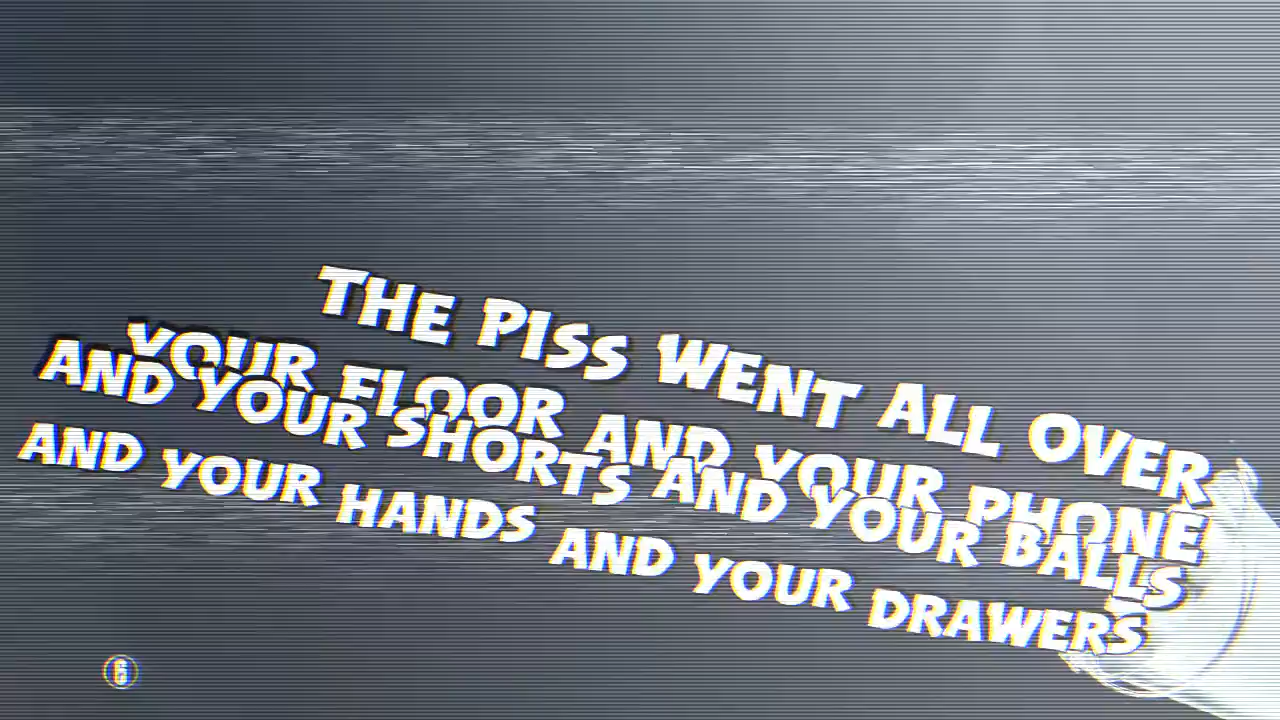 THE PISS WENT ALL OVER
YOUR FLOOR AND YOUR PHONE
AND YOUR SHORTS AND YOUR BALLS
AND YOUR HANDS AND YOUR DRAWERS
6